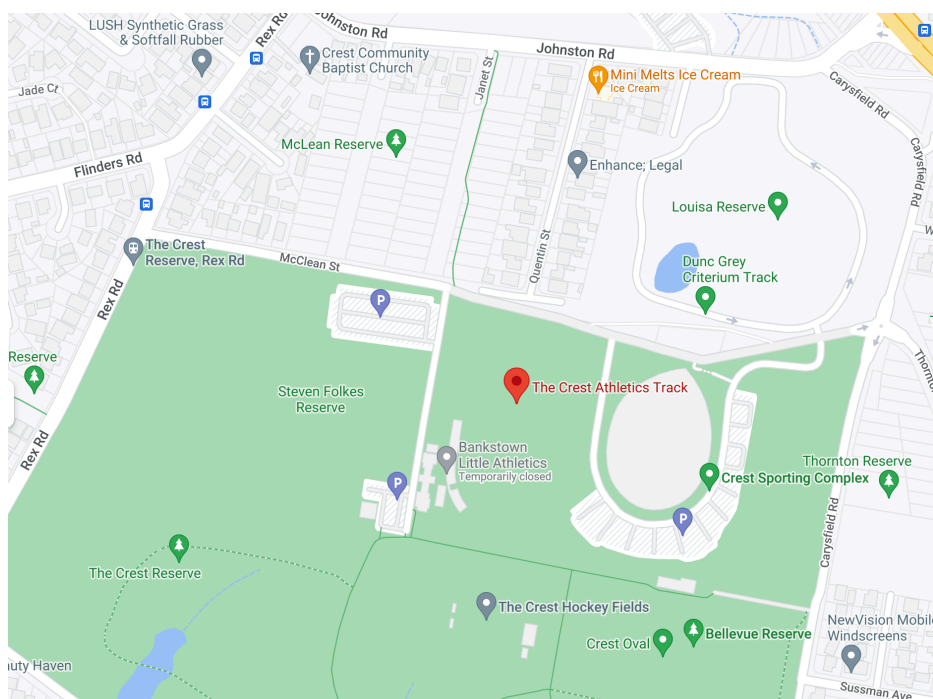 LUSH Synthetic Grass
& Softfall Rubber
Rex Rd
Johnston Rd
Johnston Rd
Crest Community
Baptist Church
Janet St
Mini Melts Ice Cream
Ice Cream
Jade Ct
Carysfield Rd
McLean Reserve
Flinders Rd
Enhance; Legal
Carysfield Rd
Louisa Reserve
The Crest
Reserve, Rex Rd
McClean St
Quentin St
Dunc Grey
Criterium Track
Rex Rd
P
Reserve
Steven Folkes
Reserve
The Crest Athletics Track
Rex Rd
Bankstown
Little Athletics
Temporarily closed
P
Thornton Reserve
Crest Sporting Complex
P
Carysfield Rd
The Crest Reserve
The Crest Hockey Fields
Crest Oval
Bellevue Reserve
NewVision Mobil
Windscreens
uty Haven
Sussman Ave